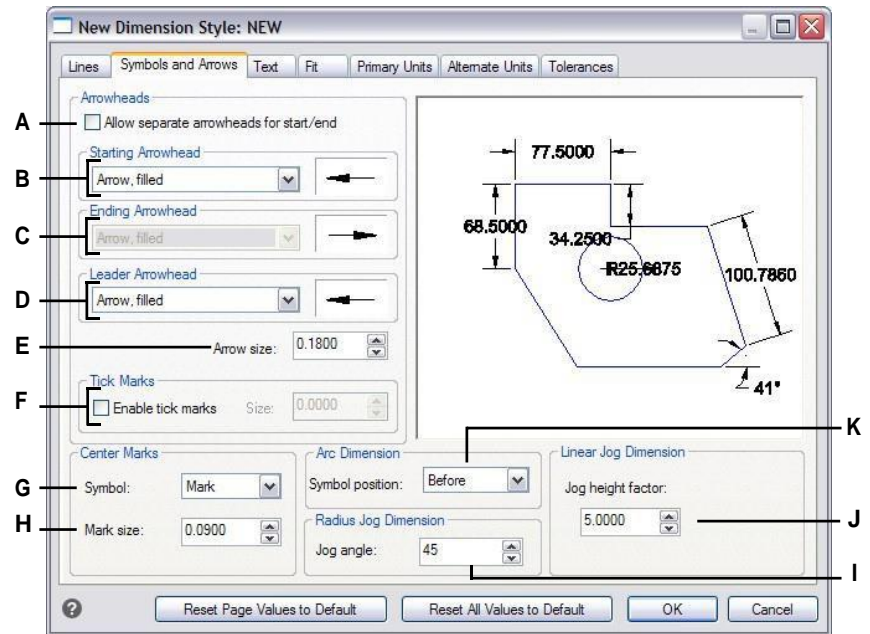 New Dimension Style: NEW
Lines Symbols and Arrows Text Fit Primary Units Alternate Units Tolerances
Arrowheads
A
Allow separate arrowheads for start/end
Starting Arrowhead
B
Arrow, filled
Ending Arrowhead
C
Arrow, filled
Leader Arrowhead
D
Arrow, filled
E
Arrow size: 0.1800
Tick Marks
F
Enable tick marks Size: 0.0000
77.5000
68.5000
34.2500
R25.6875
100.7860
41°
K
Center Marks
G
Symbol: Mark
H
Mark size: 0.0900
Arc Dimension
Symbol position: Before
Radius Jog Dimension
Jog angle: 45
I
Linear Jog Dimension
Jog height factor:
5.0000
J
? Reset Page Values to Default Reset All Values to Default OK Cancel